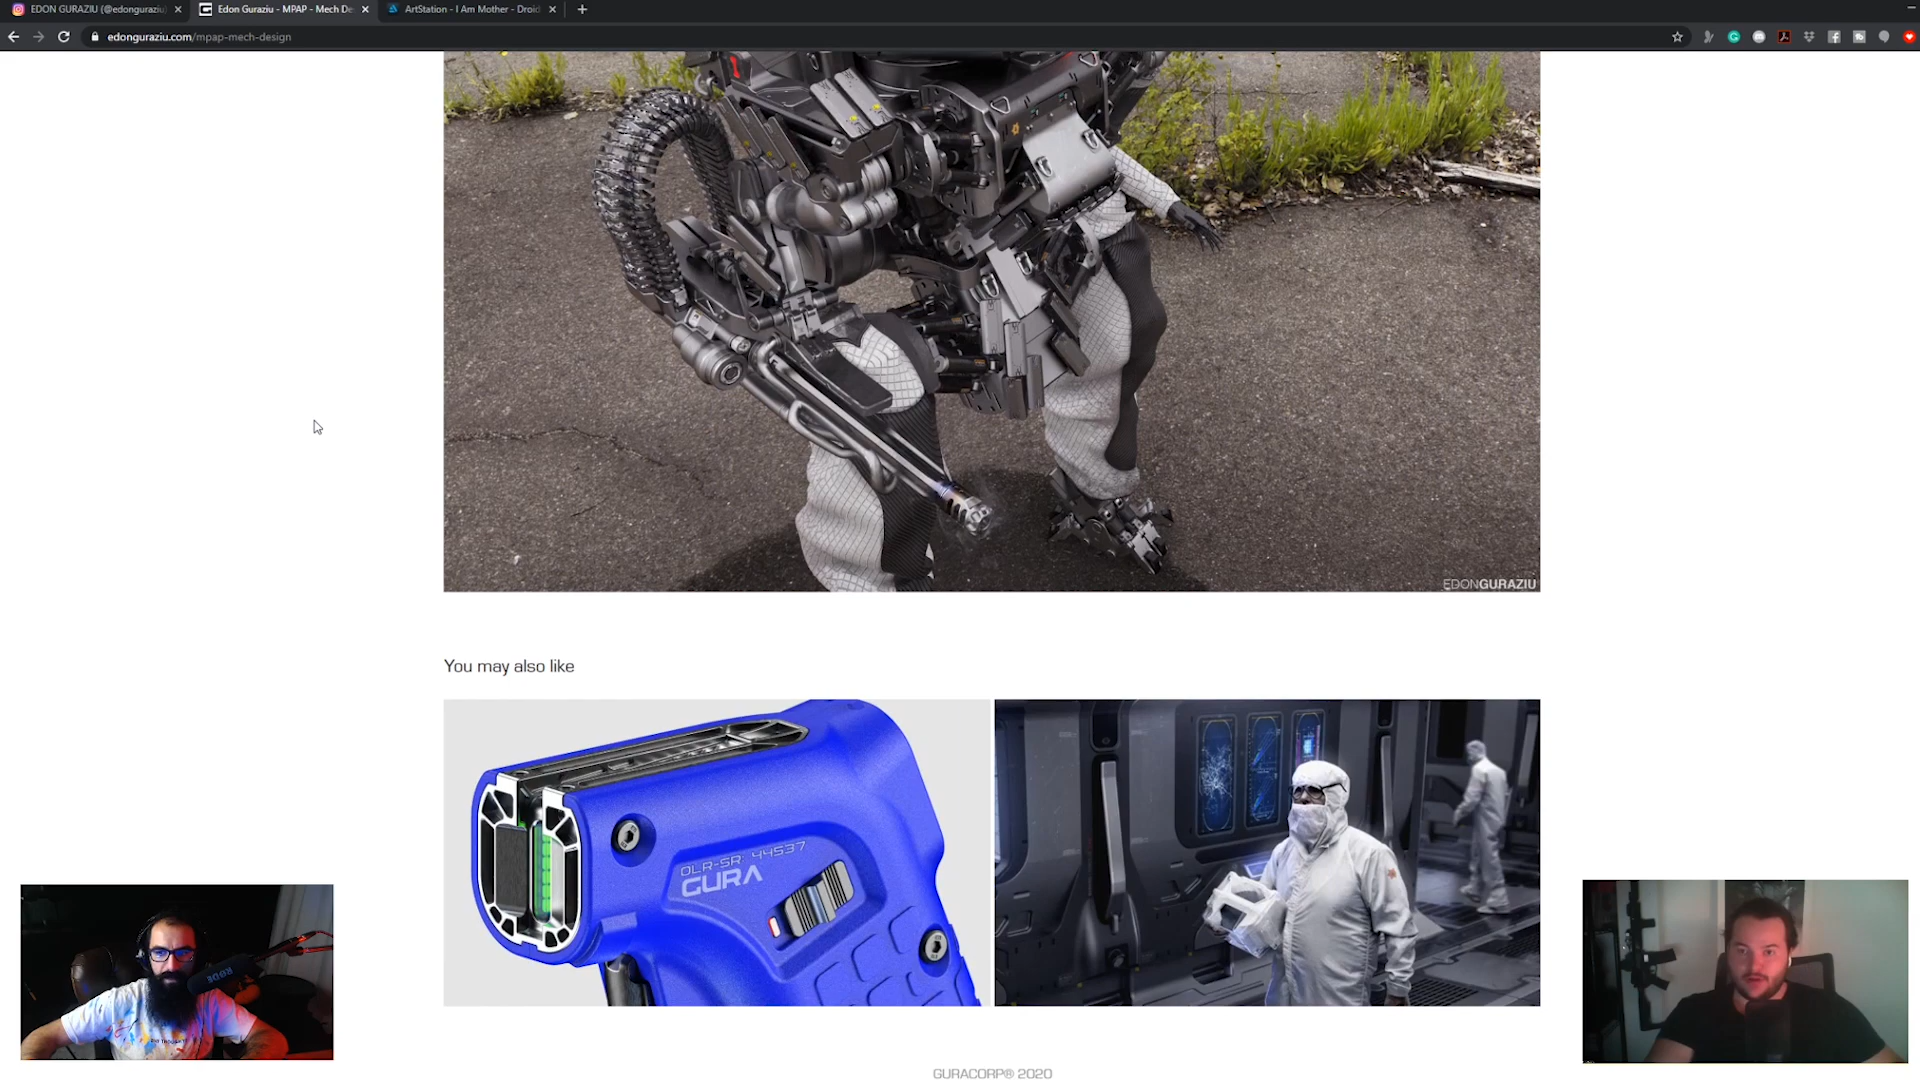 EDON GURAZIU (@edonguraziu)
Edon Guraziu - MPAP - Mech De
ArtStation - I Am Mother - Droid
edonguraziu.com/mpap-mech-design
EDONGURAZIU
You may also like
OLR-SR: 44537
GURA
RØDE
GURACORP® 2020